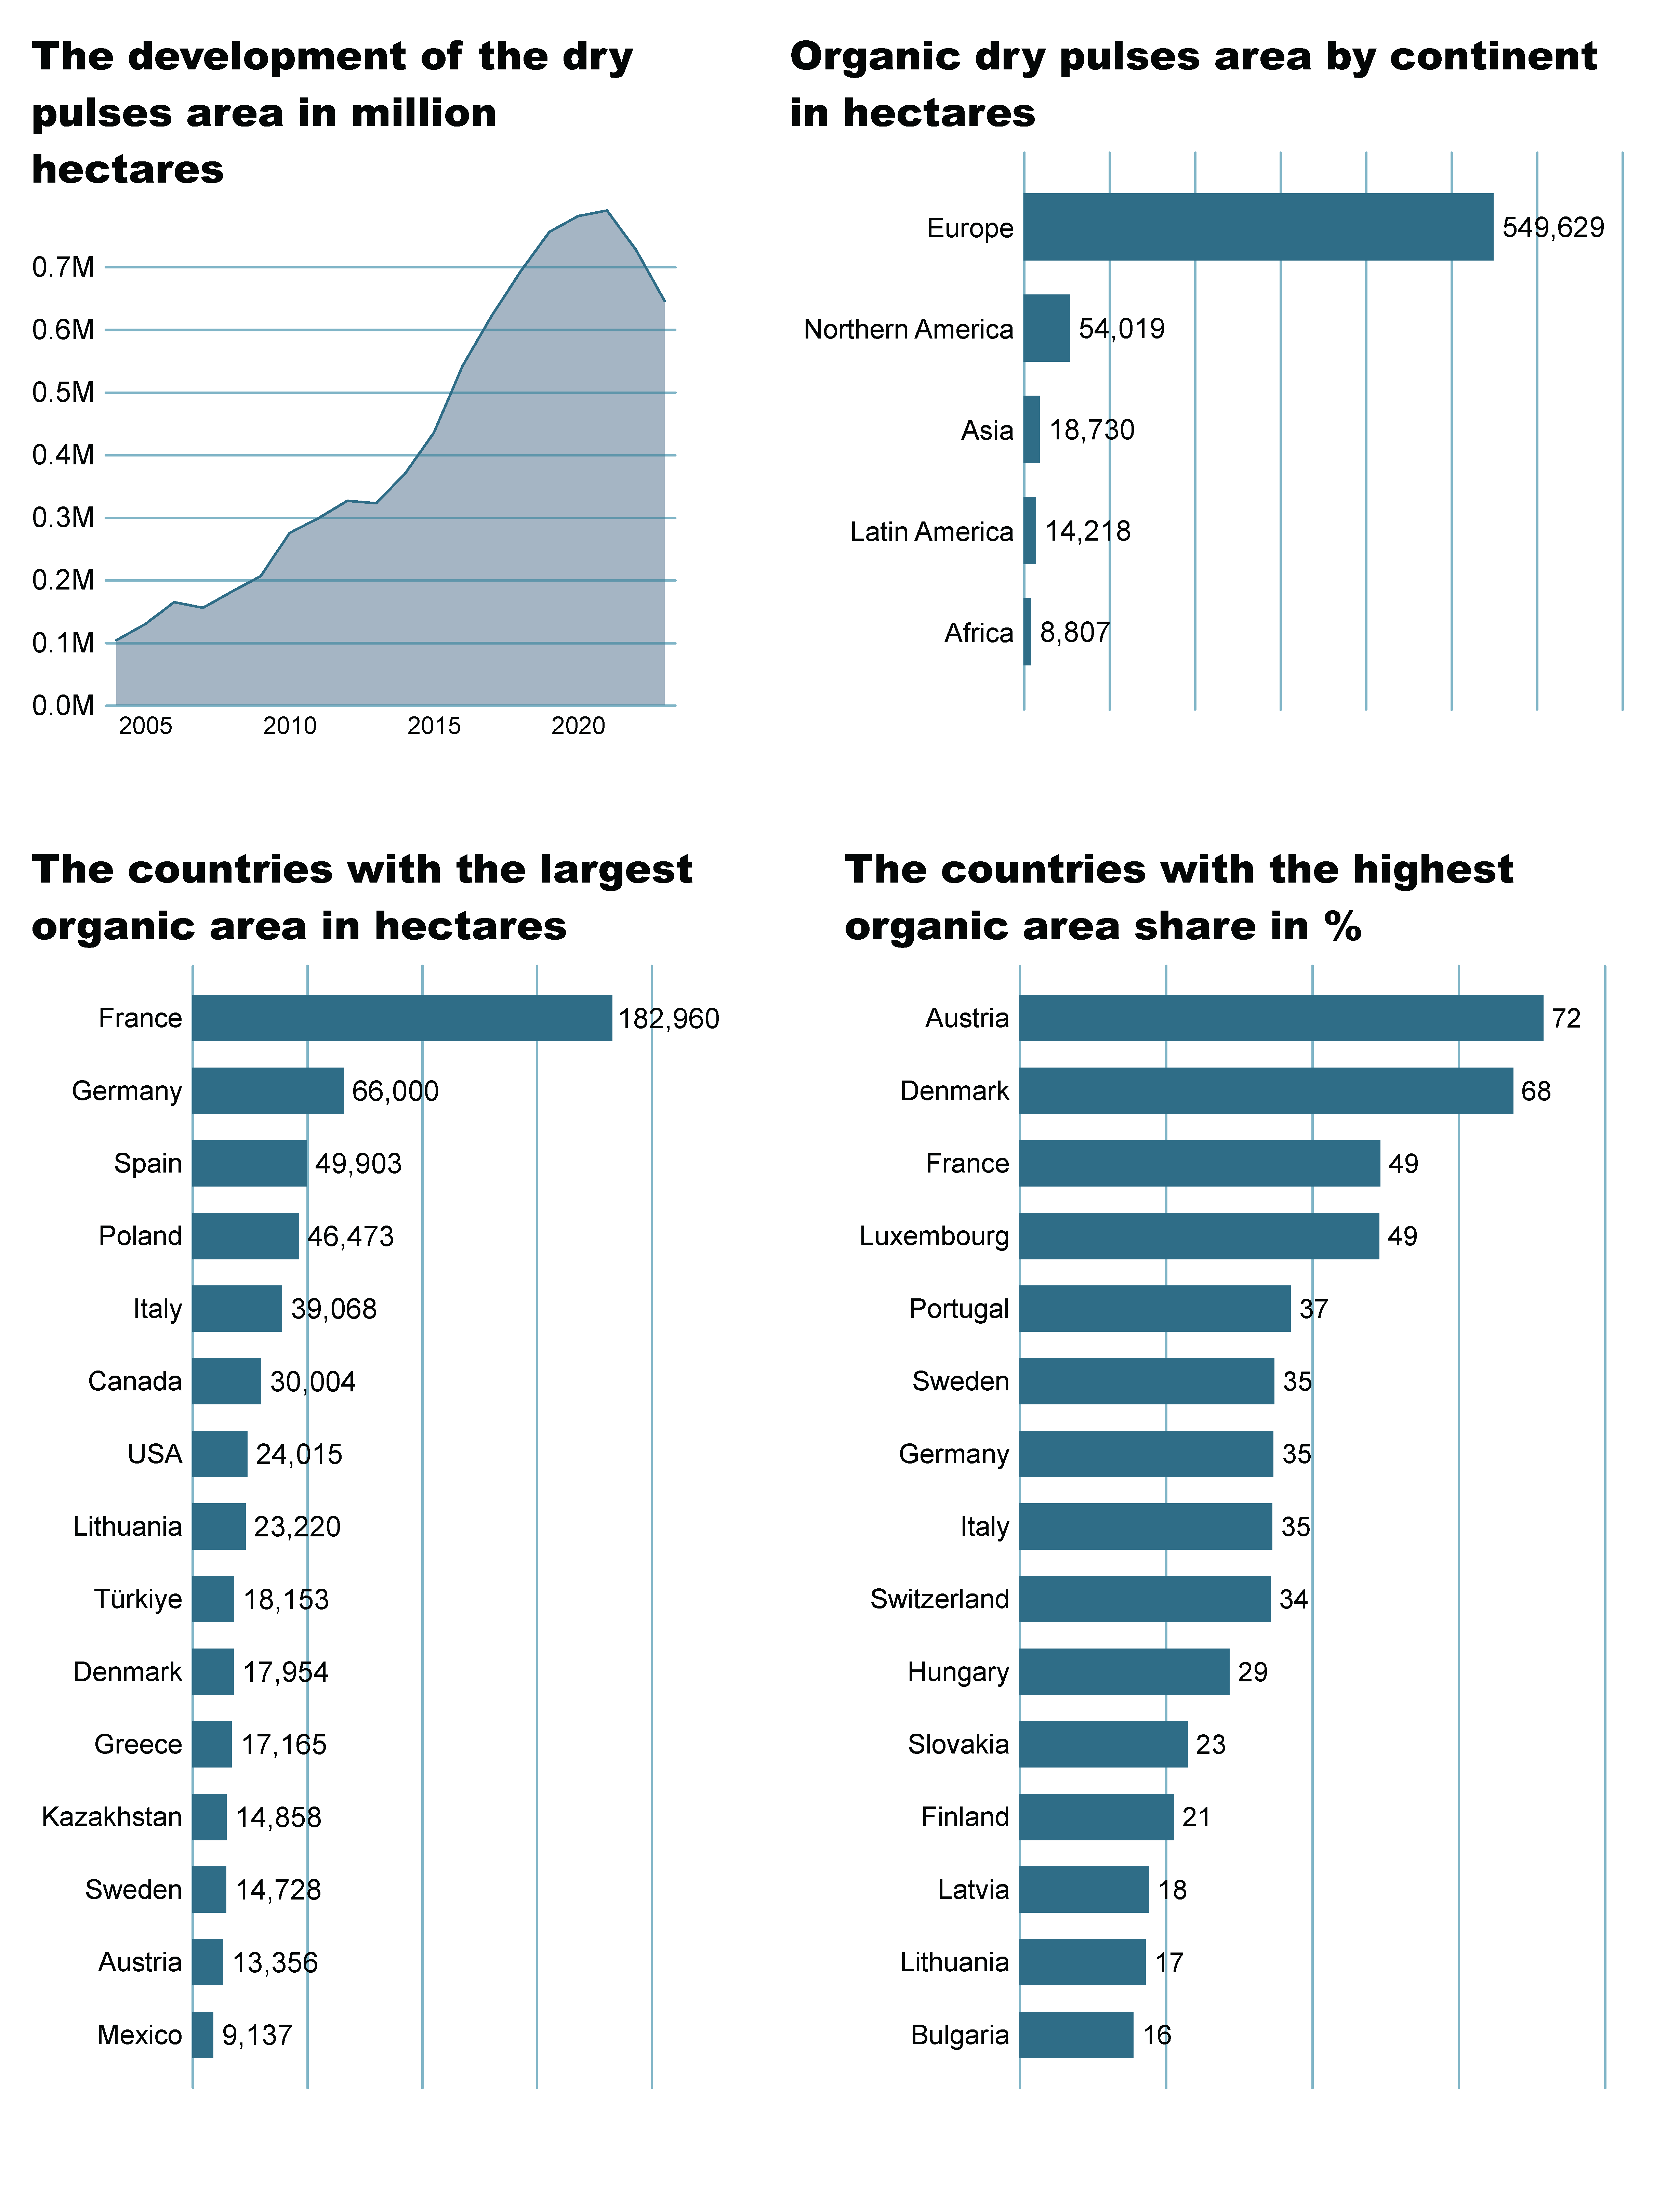 The development of the dry
pulses area in million
hectares
0.7M
0.6M
0.5M
0.4M
0.3M
0.2M
0.1M
0.0M
2005 2010 2015 2020
Organic dry pulses area by continent
in hectares
Europe 549,629
Northern America 54,019
Asia 18,730
Latin America 14,218
Africa 8,807
The countries with the largest
organic area in hectares
France 182,960
Germany 66,000
Spain 49,903
Poland 46,473
Italy 39,068
Canada 30,004
USA 24,015
Lithuania 23,220
Türkiye 18,153
Denmark 17,954
Greece 17,165
Kazakhstan 14,858
Sweden 14,728
Austria 13,356
Mexico 9,137
The countries with the highest
organic area share in %
Austria 72
Denmark 68
France 49
Luxembourg 49
Portugal 37
Sweden 35
Germany 35
Italy 35
Switzerland 34
Hungary 29
Slovakia 23
Finland 21
Latvia 18
Lithuania 17
Bulgaria 16